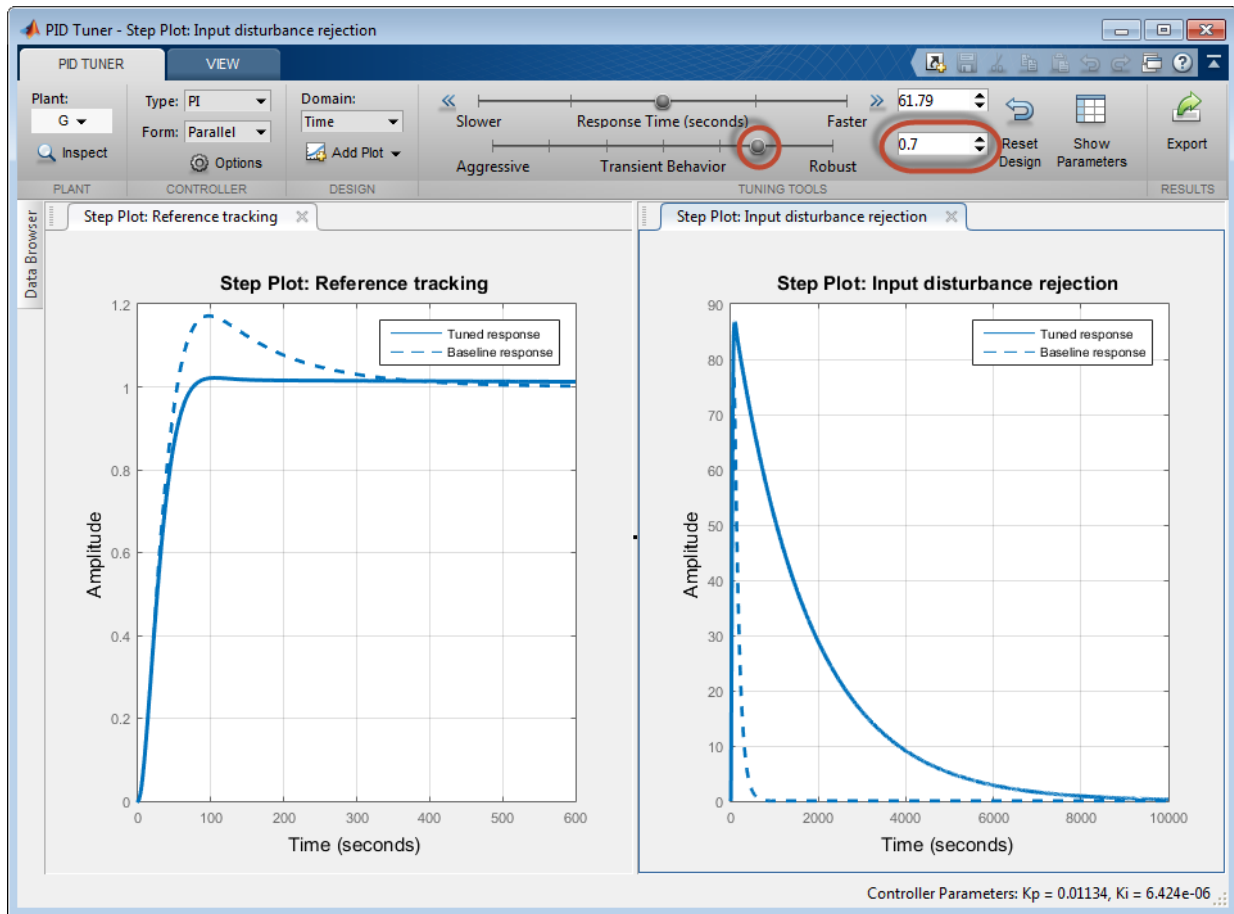 PID Tuner - Step Plot: Input disturbance rejection
PID TUNER
VIEW
Plant:
G
Inspect
PLANT
Type: PI
Form: Parallel
Options
CONTROLLER
Domain:
Time
Add Plot
DESIGN
Slower
Response Time (seconds)
Faster
61.79
Aggressive
Transient Behavior
Robust
0.7
Reset
Design
Show
Parameters
TUNING TOOLS
Export
RESULTS
Data Browser
Step Plot: Reference tracking
Step Plot: Reference tracking
Tuned response
Baseline response
1.2
1
0.8
0.6
0.4
0.2
0
Amplitude
0 100 200 300 400 500 600
Time (seconds)
Step Plot: Input disturbance rejection
Step Plot: Input disturbance rejection
Tuned response
Baseline response
90
80
70
60
50
40
30
20
10
0
Amplitude
0 2000 4000 6000 8000 10000
Time (seconds)
Controller Parameters: Kp = 0.01134, Ki = 6.424e-06